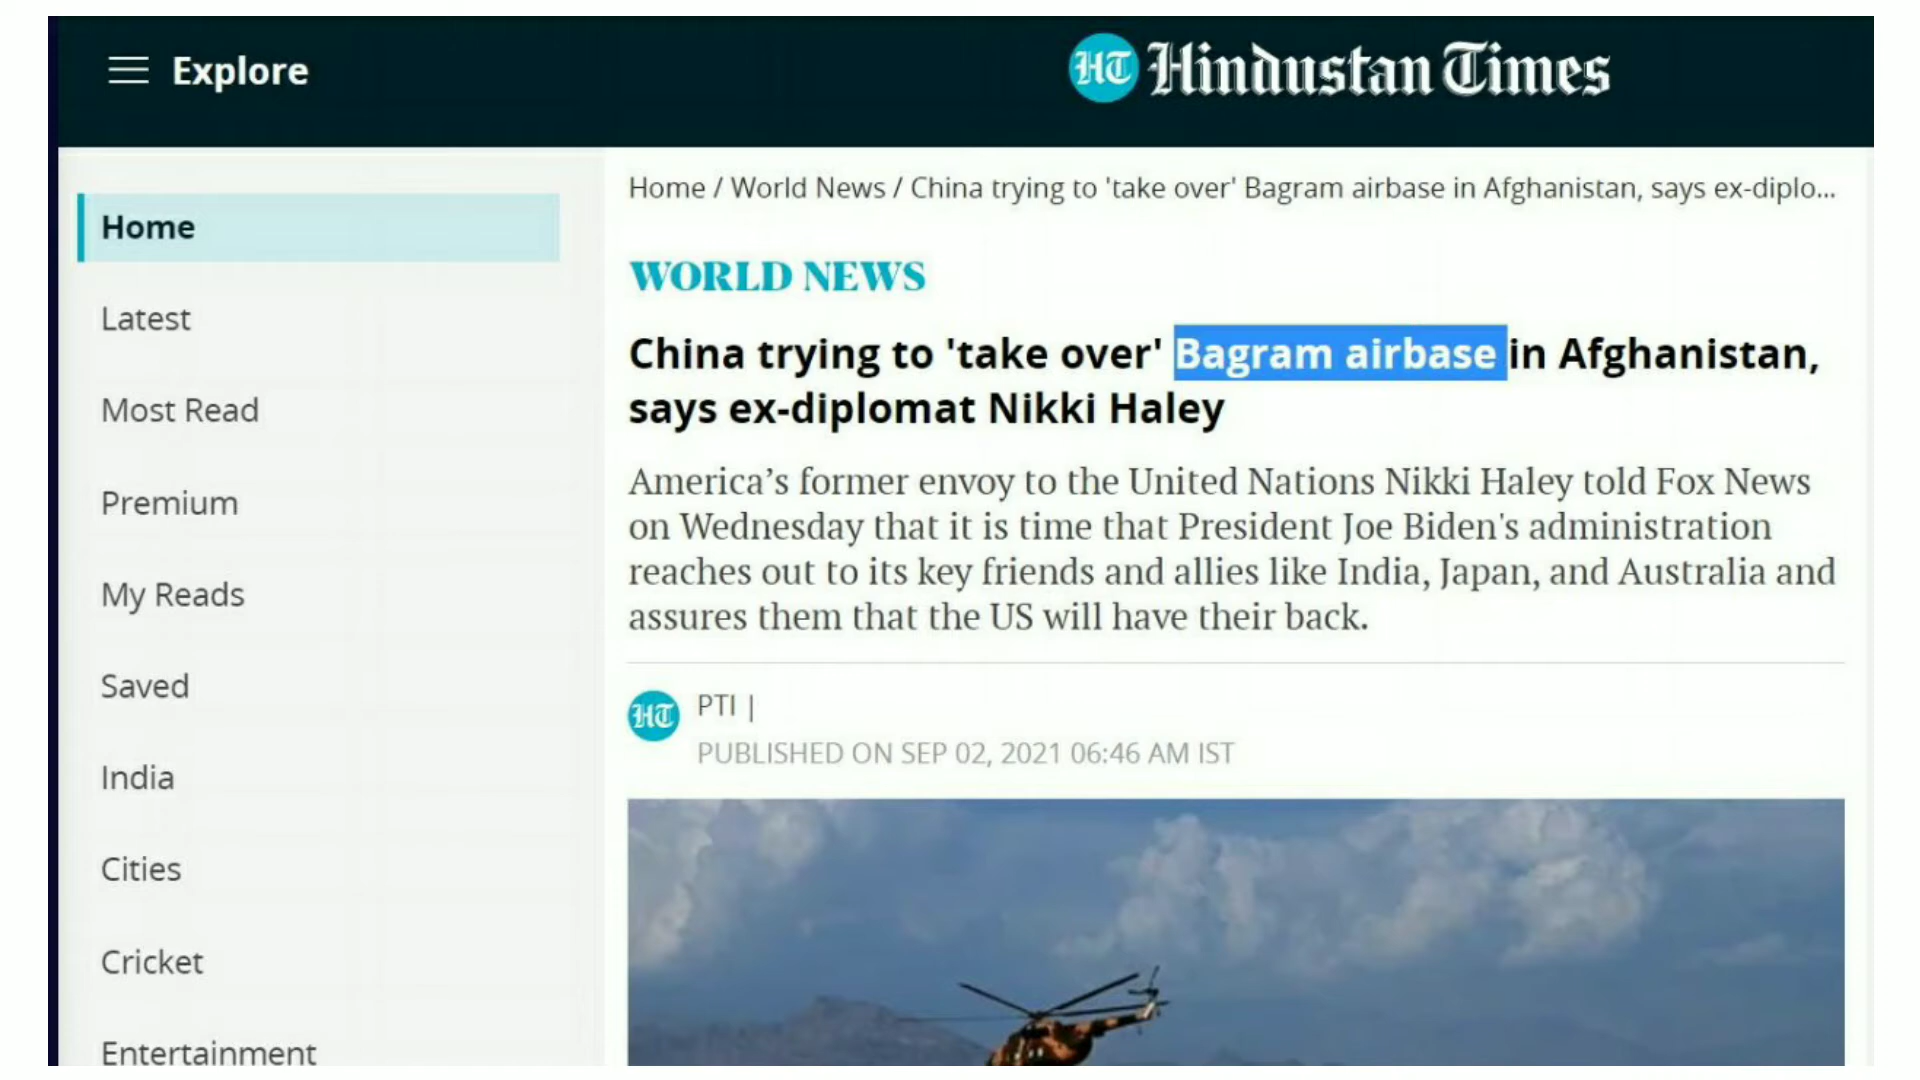 Explore
HT Hindustan Times
Home
Latest
Most Read
Premium
My Reads
Saved
India
Cities
Cricket
Entertainment
Home / World News / China trying to 'take over' Bagram airbase in Afghanistan, says ex-diplo...
WORLD NEWS
China trying to 'take over' Bagram airbase in Afghanistan,
says ex-diplomat Nikki Haley
America’s former envoy to the United Nations Nikki Haley told Fox News
on Wednesday that it is time that President Joe Biden's administration
reaches out to its key friends and allies like India, Japan, and Australia and
assures them that the US will have their back.
HT PTI |
PUBLISHED ON SEP 02, 2021 06:46 AM IST